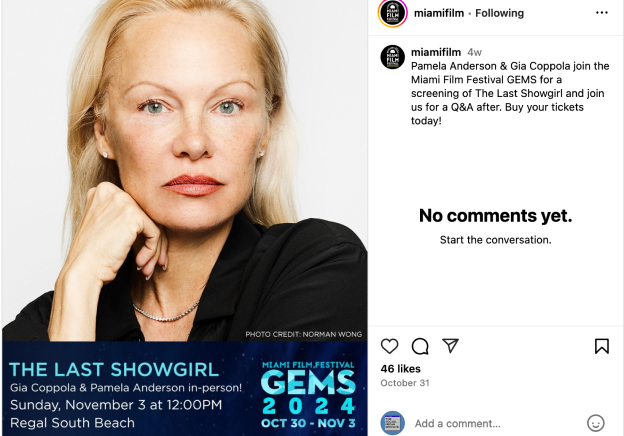 miamifilm • Following
miamifilm 4w
Pamela Anderson & Gia Coppola join the
Miami Film Festival GEMS for a
screening of The Last Showgirl and join
us for a Q&A after. Buy your tickets
today!
No comments yet.
Start the conversation.
PHOTO CREDIT: NORMAN WONG
THE LAST SHOWGIRL
Gia Coppola & Pamela Anderson in-person!
Sunday, November 3 at 12:00PM
Regal South Beach
MIAMI FILM FESTIVAL
GEMS
2024
OCT 30 - NOV 3
46 likes
October 31
Add a comment...